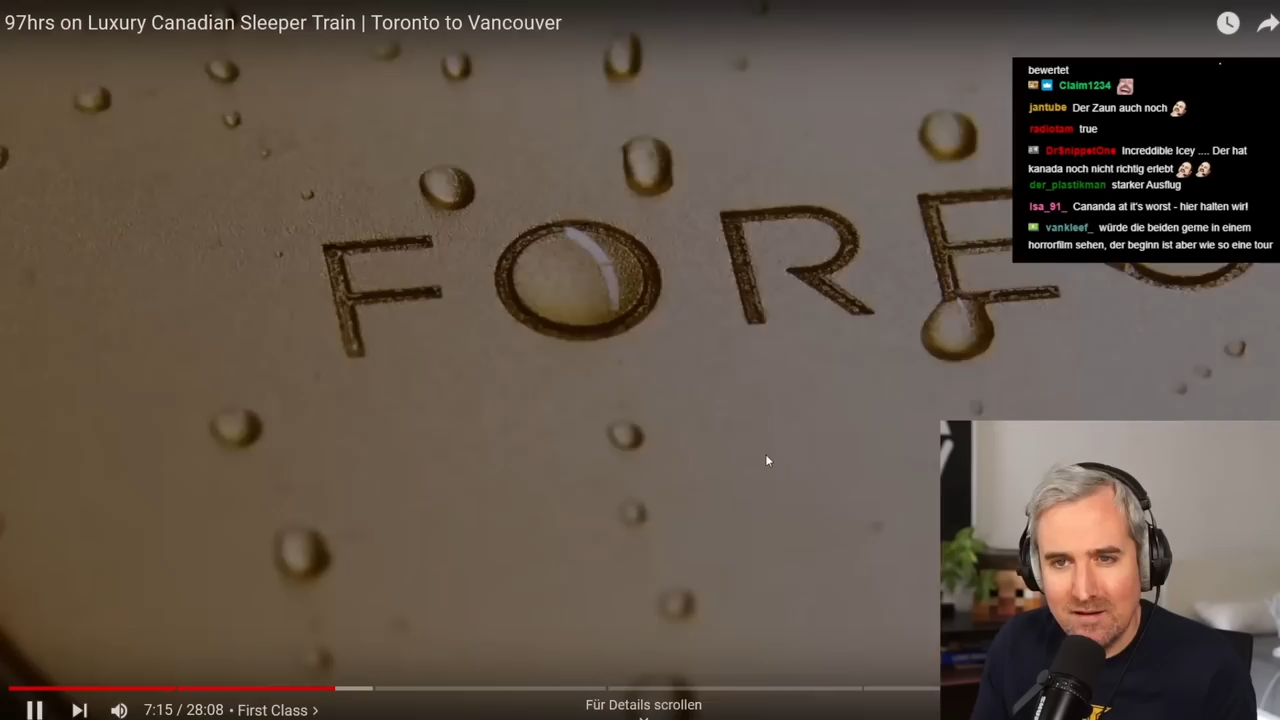 97hrs on Luxury Canadian Sleeper Train | Toronto to Vancouver
bewertet
Claim1234
jantube Der Zaun auch noch
radiotam true
DrSnippetOne Increddible Icey .... Der hat
kanada noch nicht richtig erlebt
der_plastikman starker Ausflug
isa_91_ Cananda at it's worst - hier halten wir!
vankleef_ würde die beiden gerne in einem
horrorfilm sehen, der beginn ist aber wie so eine tour
FORE
7:15 / 28:08 • First Class >
Für Details scrollen